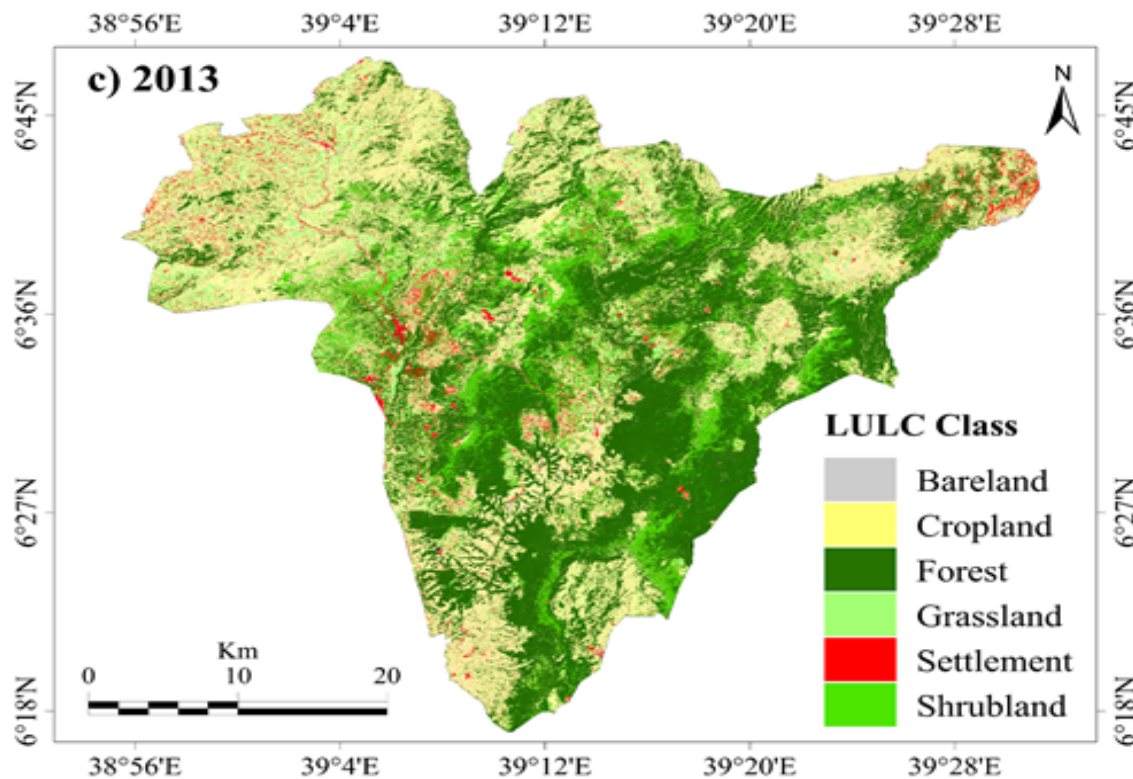 38°56'E 39°4'E 39°12'E 39°20'E 39°28'E
c) 2013
N
6°45'N 6°45'N
6°36'N 6°36'N
6°27'N 6°27'N
6°18'N 6°18'N
LULC Class
Bareland
Cropland
Forest
Grassland
Settlement
Shrubland
Km
0 10 20
38°56'E 39°4'E 39°12'E 39°20'E 39°28'E